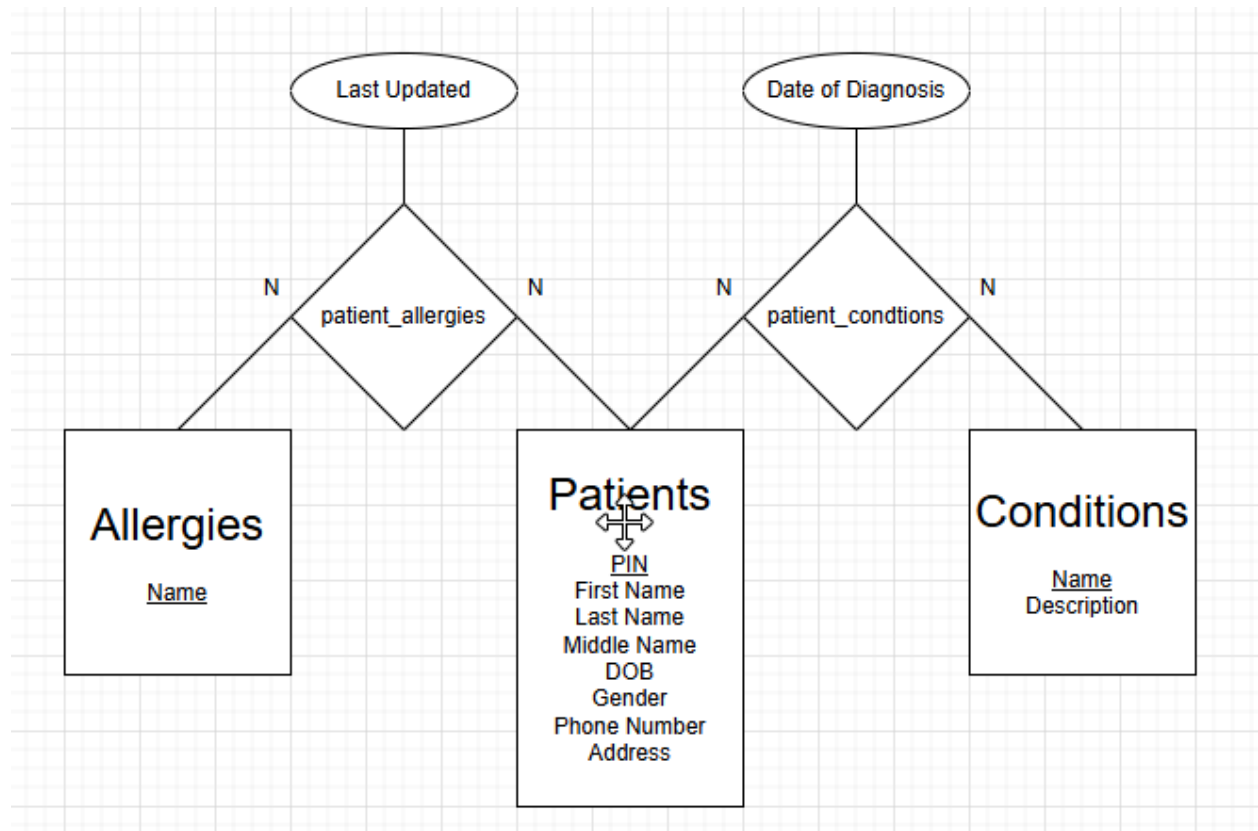 Last Updated
Date of Diagnosis
N
N
N
N
patient_allergies
patient_condtions
Allergies
Name
Patients
PIN
First Name
Last Name
Middle Name
DOB
Gender
Phone Number
Address
Conditions
Name
Description